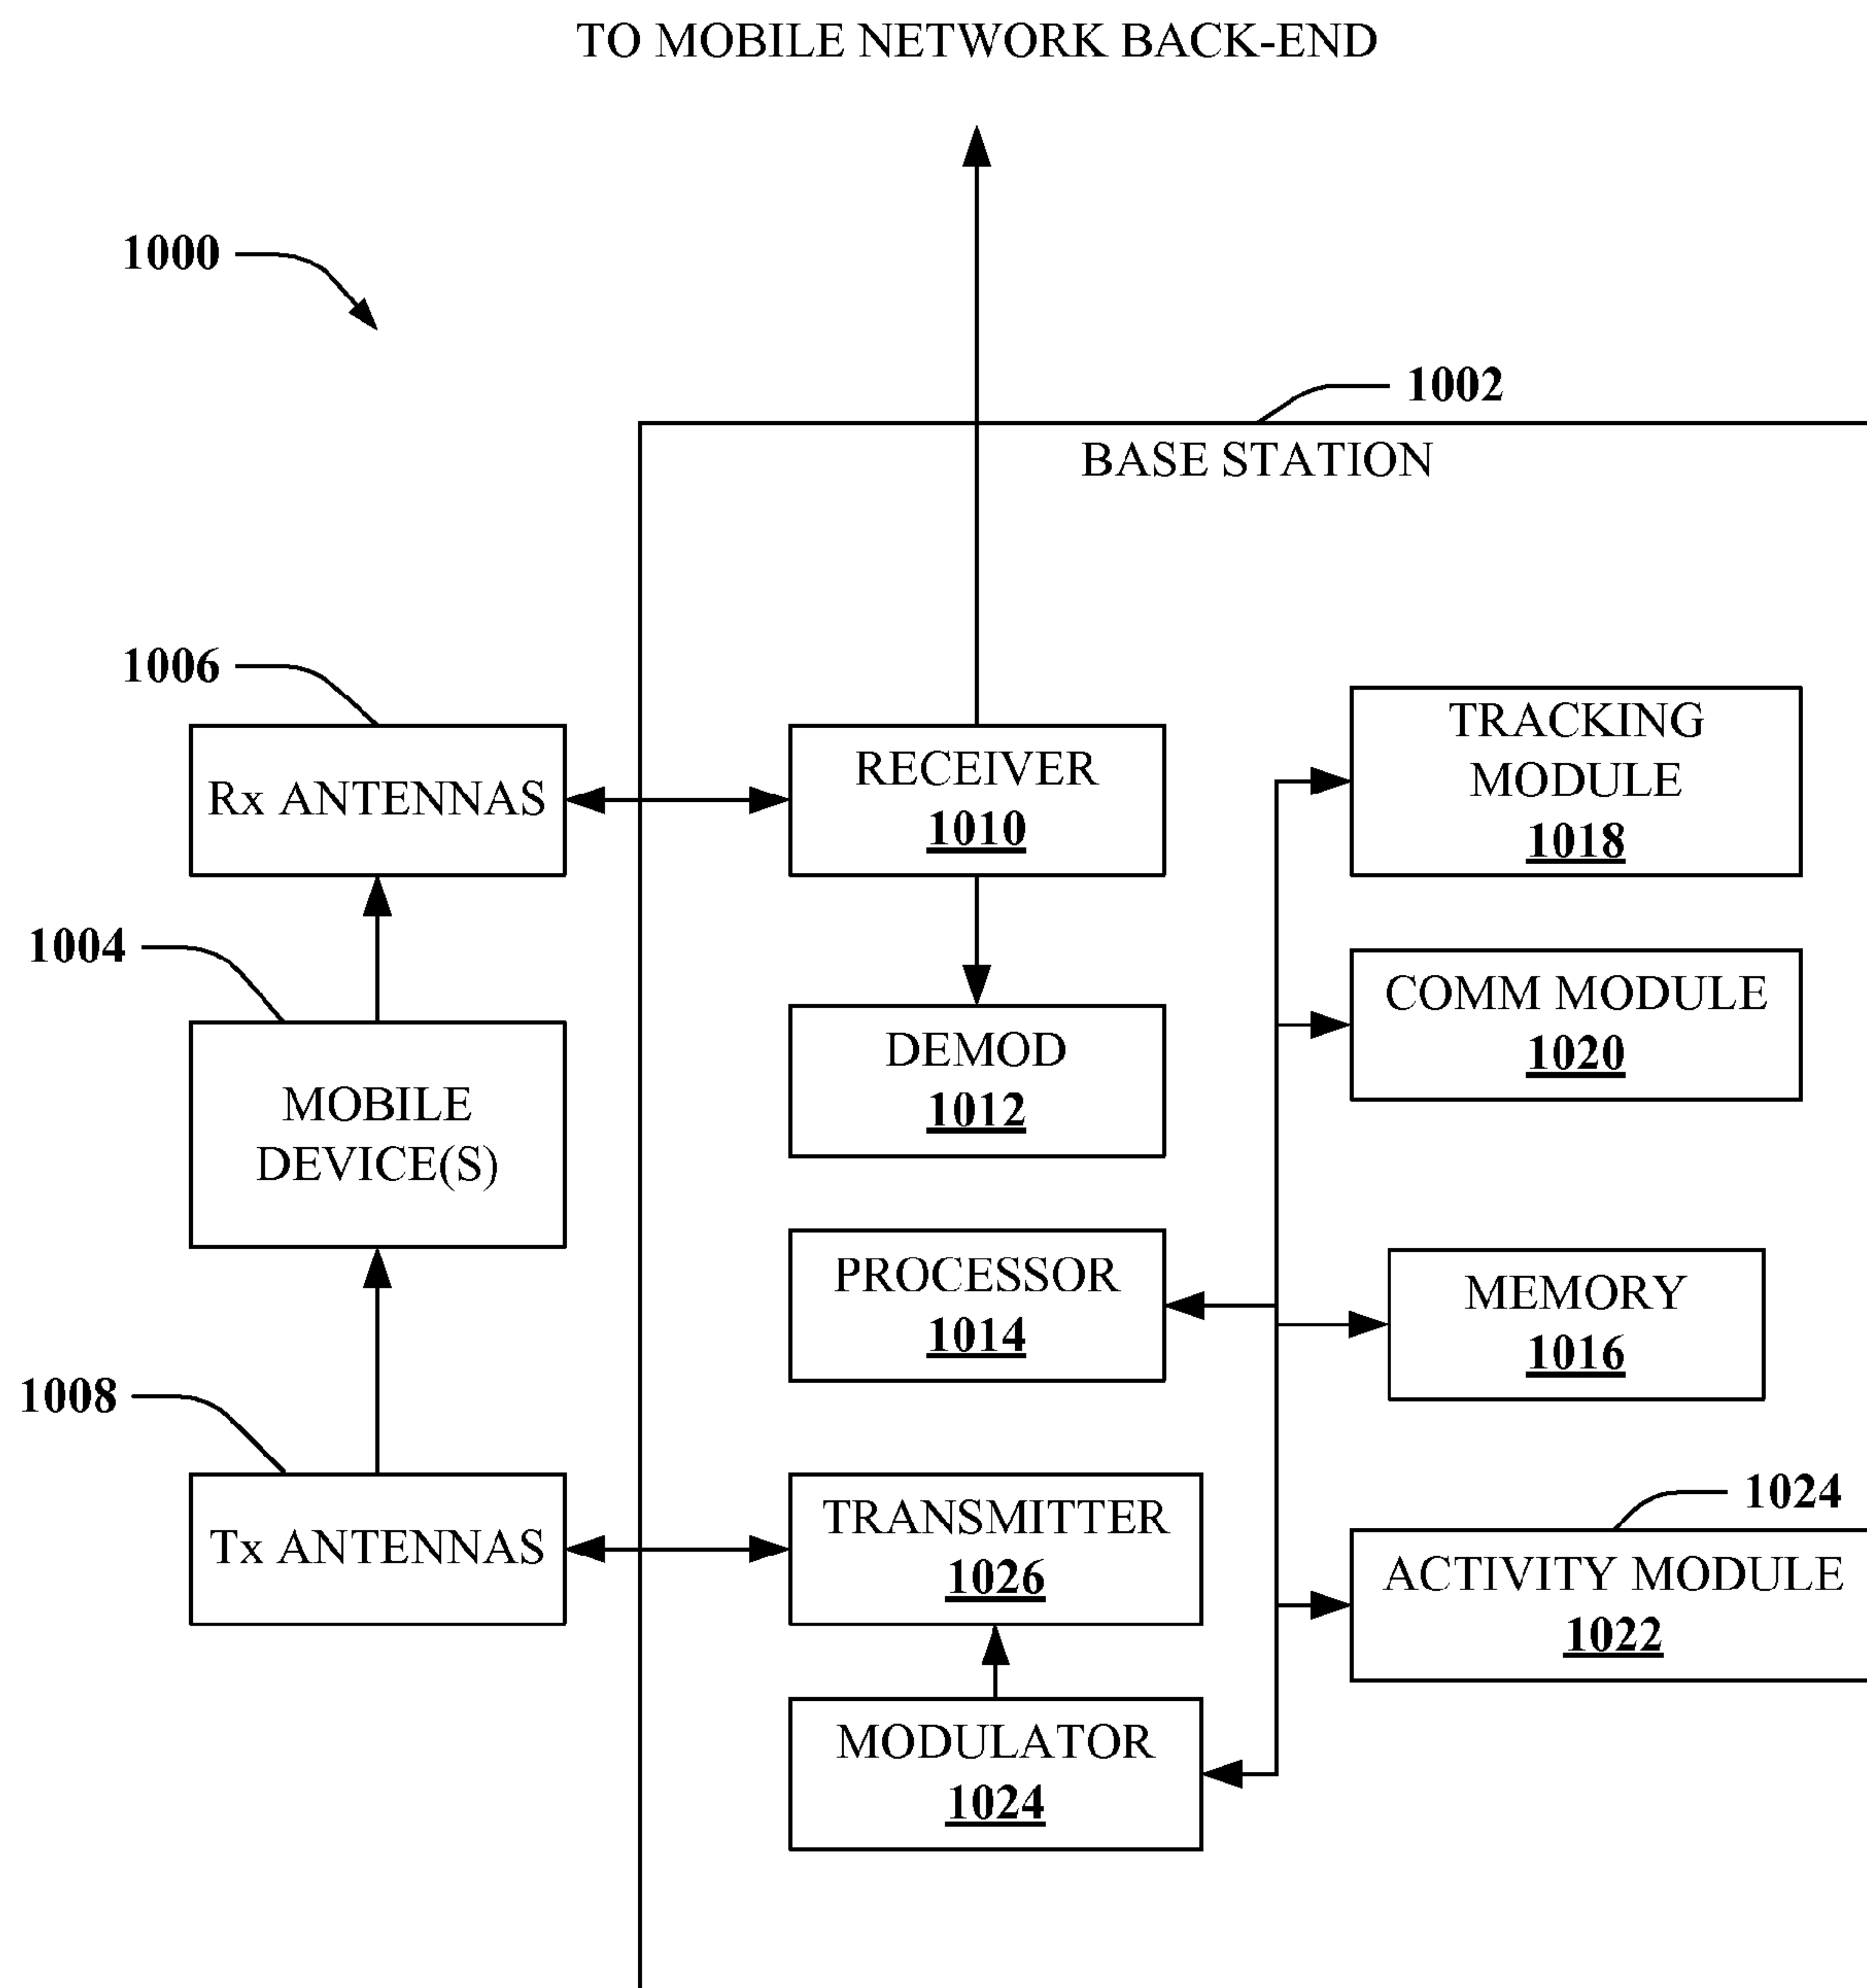 TO MOBILE NETWORK BACK-END
1000
1002
BASE STATION
1006
Rx ANTENNAS
RECEIVER
1010
TRACKING
MODULE
1018
1004
MOBILE
DEVICE(S)
DEMOD
1012
COMM MODULE
1020
PROCESSOR
1014
MEMORY
1016
1008
Tx ANTENNAS
TRANSMITTER
1026
1024
ACTIVITY MODULE
1022
MODULATOR
1024